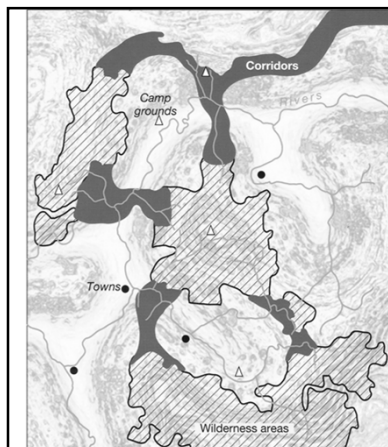 Corridors
Rivers
Camp
grounds
Towns
Wilderness areas